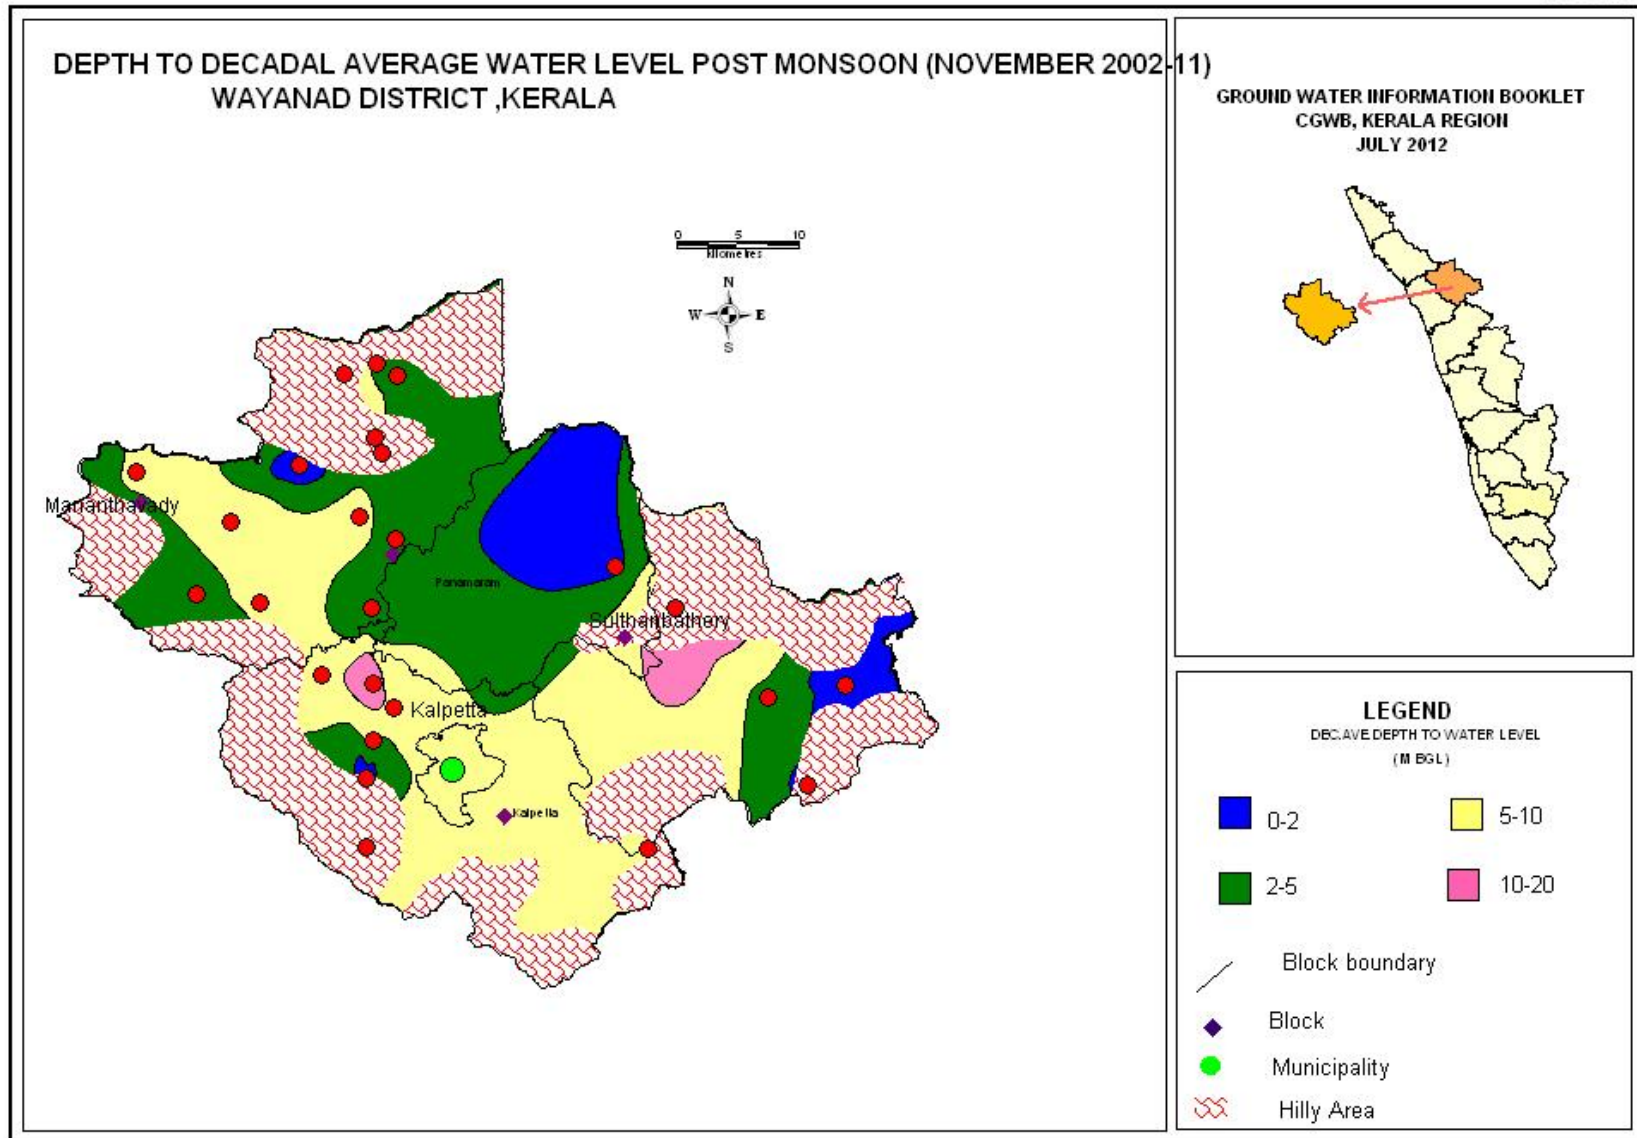 DEPTH TO DECADAL AVERAGE WATER LEVEL POST MONSOON (NOVEMBER 2002-11)
WAYANAD DISTRICT ,KERALA
GROUND WATER INFORMATION BOOKLET
CGWB, KERALA REGION
JULY 2012
0 5 10
kilometres
N
W E
S
Mananthavady
Panamaram
Sulthanbathery
Kalpetta
Kalpetta
LEGEND
DEC.AVE.DEPTH TO WATER LEVEL
(M BGL)
0-2
5-10
2-5
10-20
Block boundary
Block
Municipality
Hilly Area